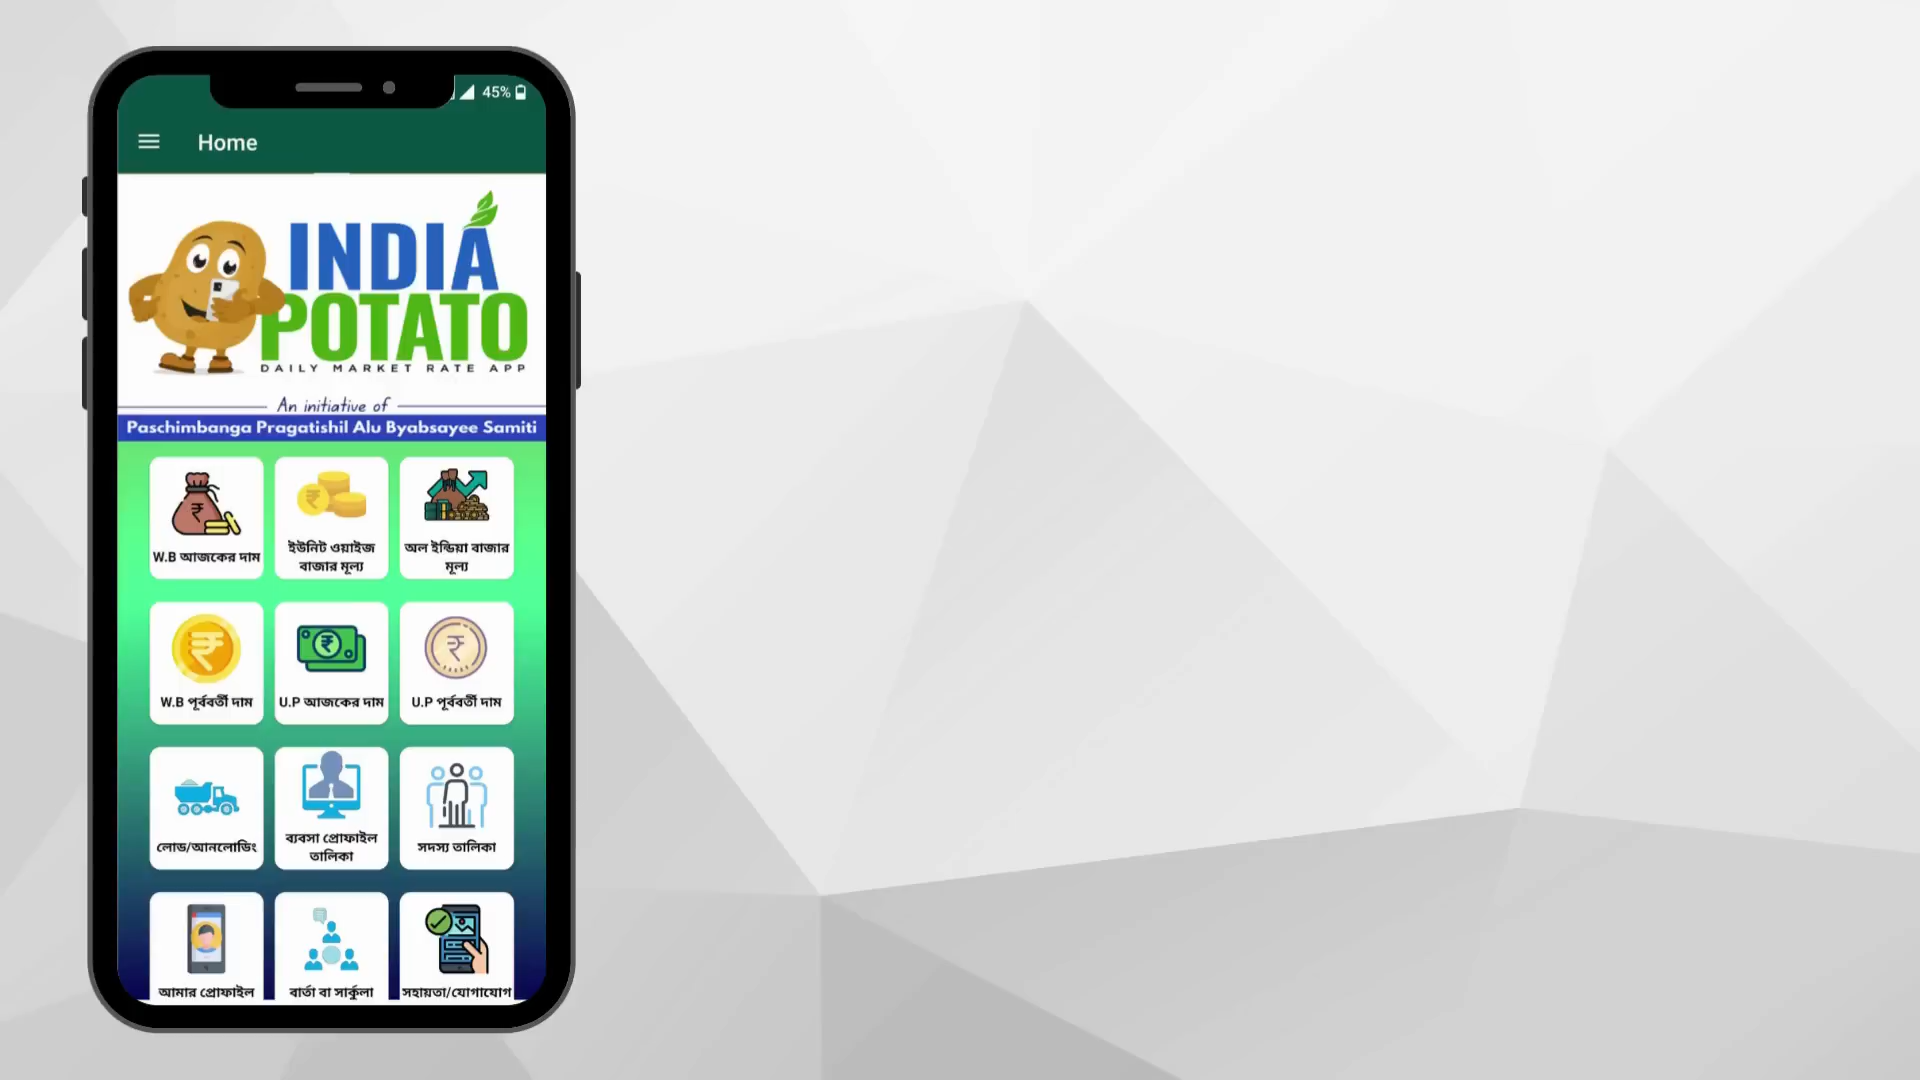 45%
Home
INDIA
POTATO
DAILY MARKET RATE APP
An initiative of
Paschimbanga Pragatishil Alu Byabsayee Samiti
W.B আজকের দাম
ইউনিট ওয়াইজ
বাজার মূল্য
অল ইন্ডিয়া বাজার
মূল্য
W.B পূর্ববর্তী দাম
U.P আজকের দাম
U.P পূর্ববর্তী দাম
লোড/আনলোডিং
ব্যবসা প্রোফাইল
তালিকা
সদস্য তালিকা
আমার প্রোফাইল
বার্তা বা সার্কুলা
সহায়তা/যোগাযোগ